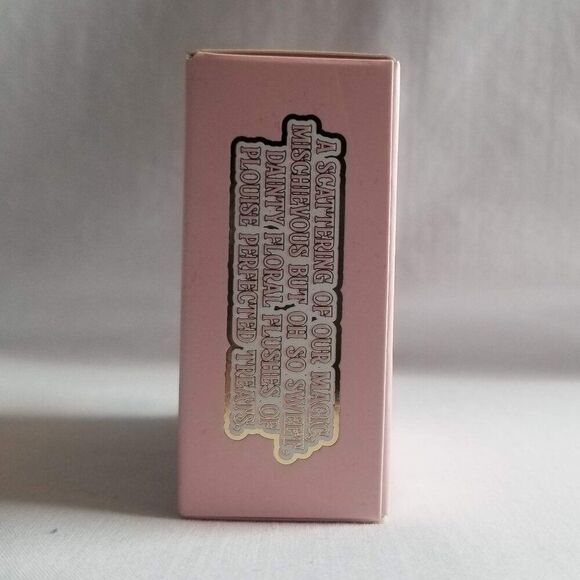 A SCATTERING OF OUR MAGIC,
MISCHIEVOUS BUT OH SO SWEET,
DAINTY FLORAL FLUSHES OF
PLOUISE PERFECTED TREATS.